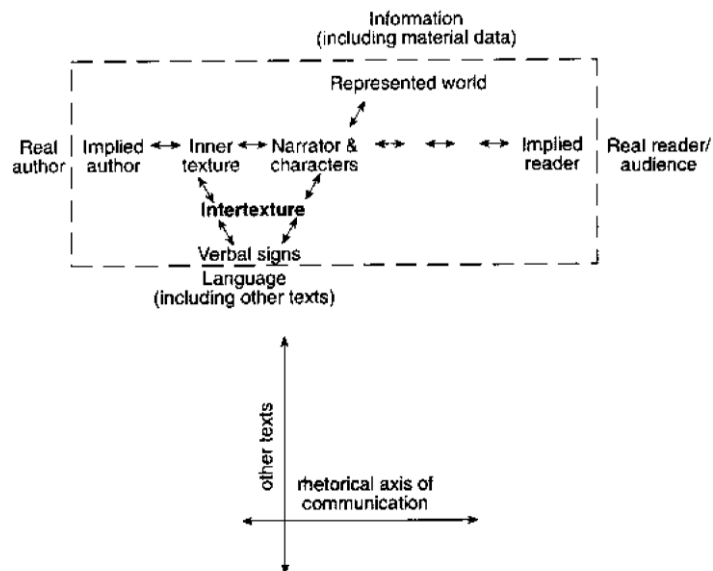 Information
(including material data)
Represented world
Real
author
Implied
author
Inner
texture
Narrator &
characters
Implied
reader
Real reader/
audience
Intertexture
Verbal signs
Language
(including other texts)
other texts
rhetorical axis of
communication